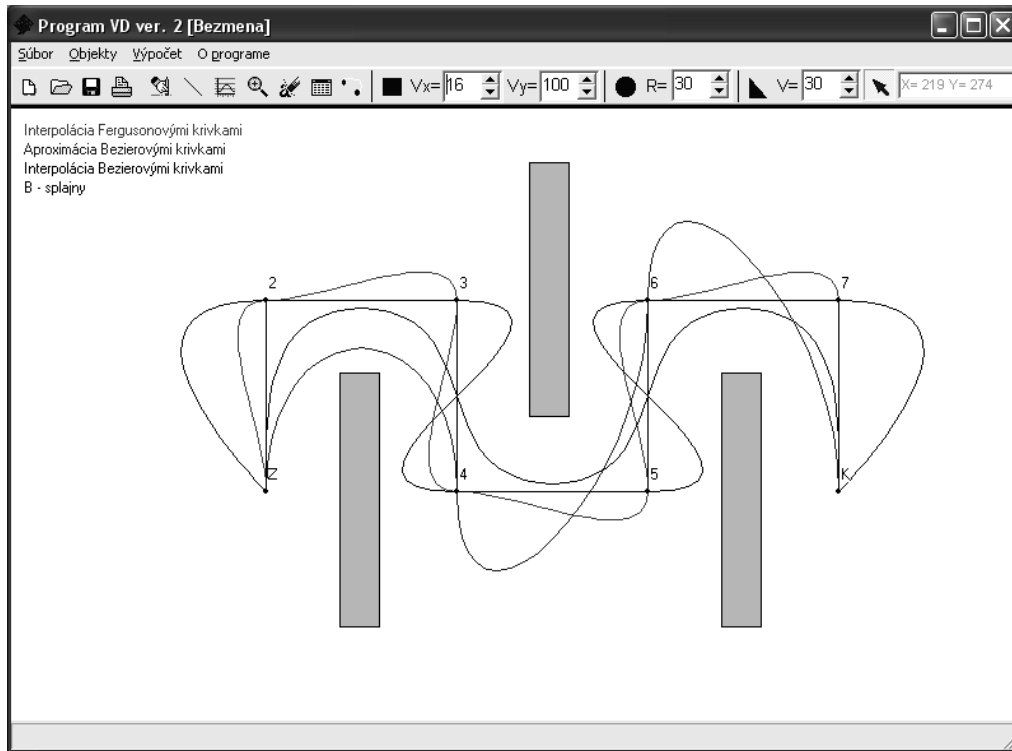 Program VD ver. 2 [Bezmena]
Súbor Objekty Výpočet O programe
Vx= 16 Vy= 100 R= 30 V= 30 X= 219 Y= 274
Interpolácia Fergusonovými krivkami
Aproximácia Bezierovými krivkami
Interpolácia Bezierovými krivkami
B - splajny
2 3 6 7
Z 4 5 K